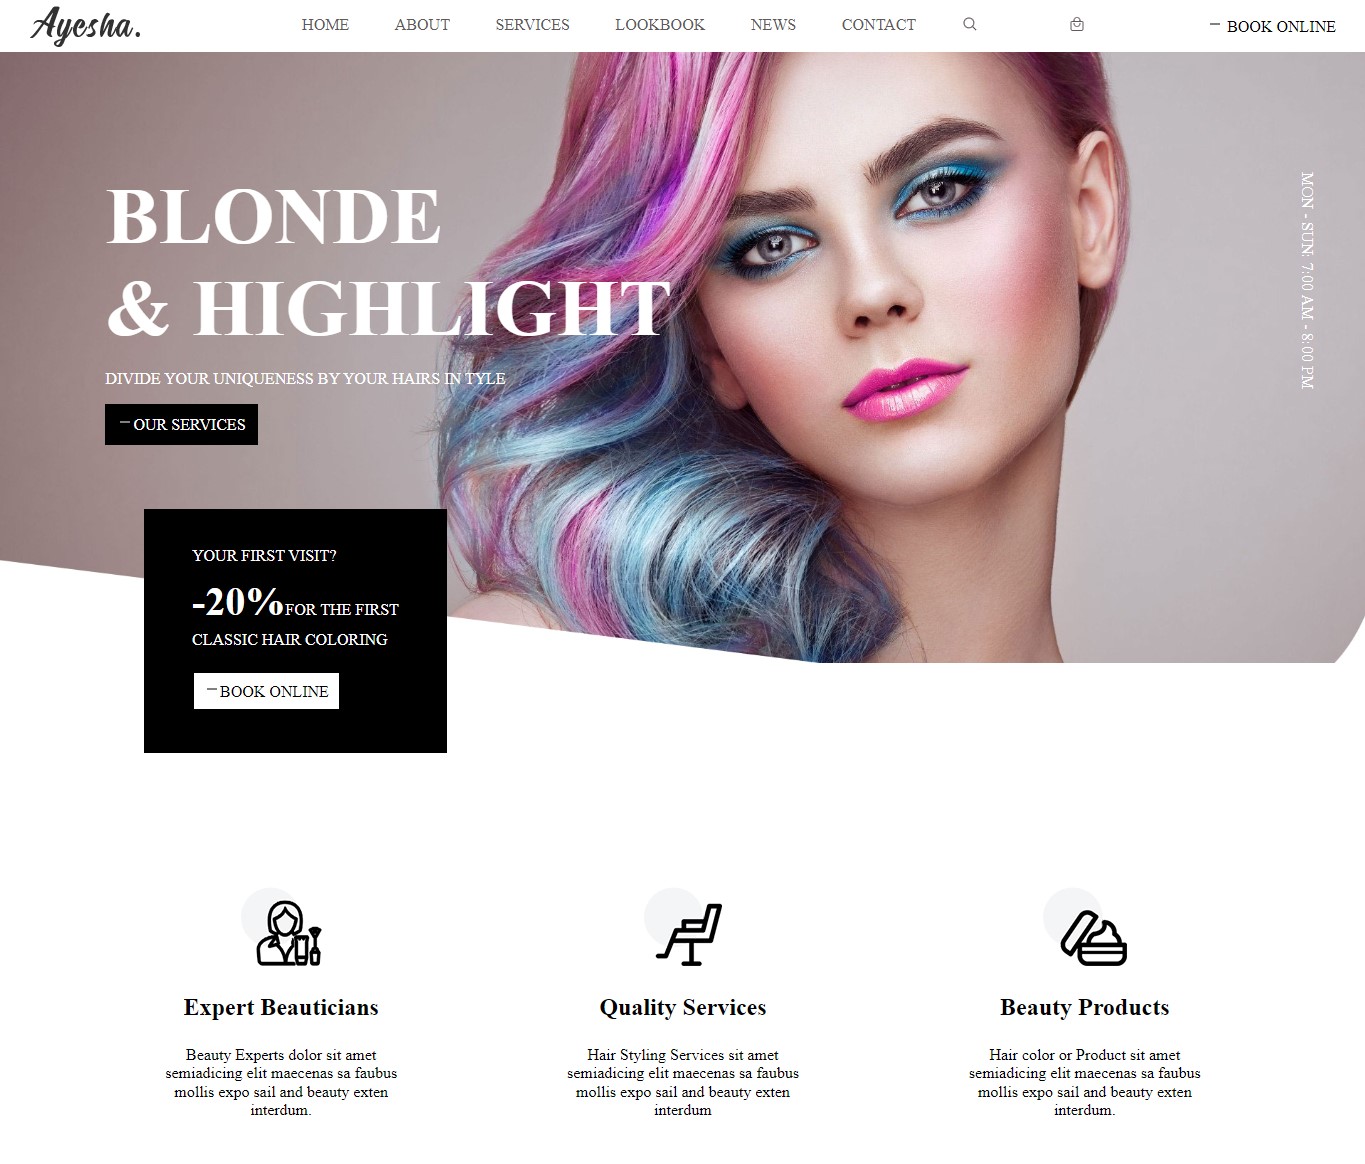 Ayesha.
HOME
ABOUT
SERVICES
LOOKBOOK
NEWS
CONTACT
BOOK ONLINE
BLONDE
& HIGHLIGHT
DIVIDE YOUR UNIQUENESS BY YOUR HAIRS IN TYLE
OUR SERVICES
MON - SUN: 7:00 AM - 8:00 PM
YOUR FIRST VISIT?
-20% FOR THE FIRST
CLASSIC HAIR COLORING
BOOK ONLINE
Expert Beauticians
Beauty Experts dolor sit amet
semiadicing elit maecenas sa faubus
mollis expo sail and beauty exten
interdum.
Quality Services
Hair Styling Services sit amet
semiadicing elit maecenas sa faubus
mollis expo sail and beauty exten
interdum
Beauty Products
Hair color or Product sit amet
semiadicing elit maecenas sa faubus
mollis expo sail and beauty exten
interdum.